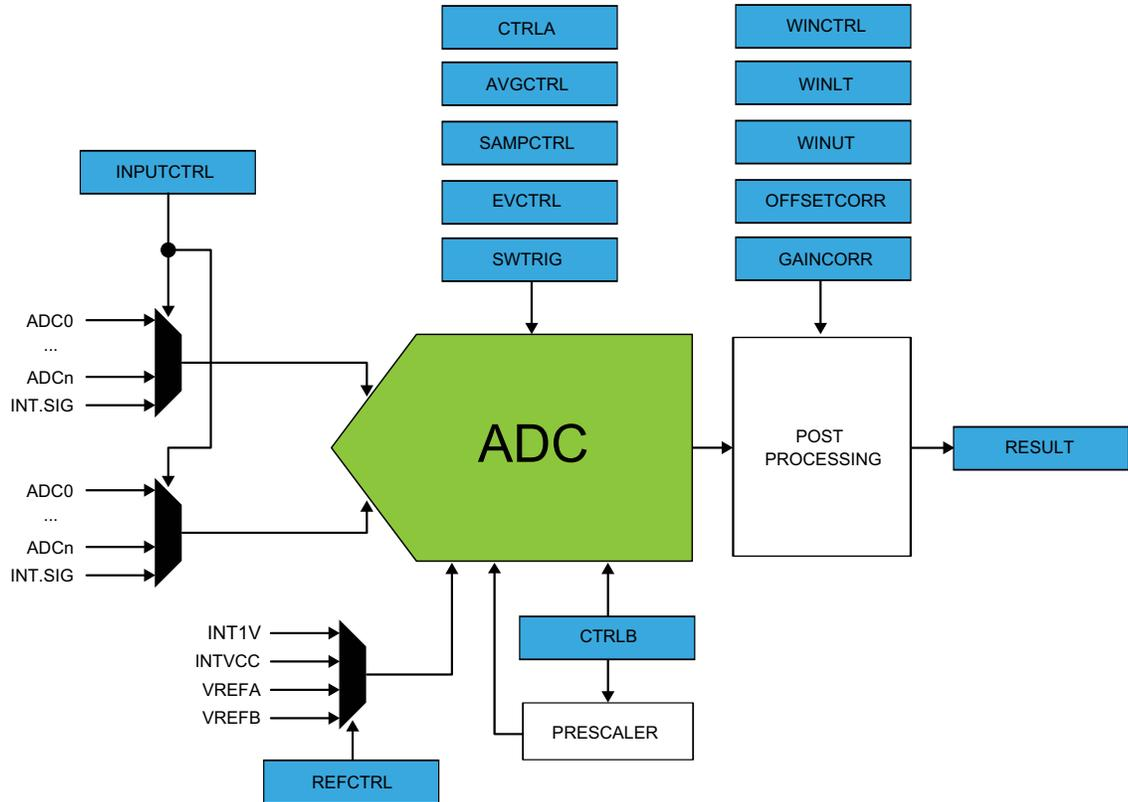 CTRLA
AVGCTRL
SAMPCTRL
EVCTRL
SWTRIG
WINCTRL
WINLT
WINUT
OFFSETCORR
GAINCORR
INPUTCTRL
ADC0
...
ADCn
INT.SIG
ADC0
...
ADCn
INT.SIG
ADC
POST
PROCESSING
RESULT
INT1V
INTVCC
VREFA
VREFB
REFCTRL
CTRLB
PRESCALER